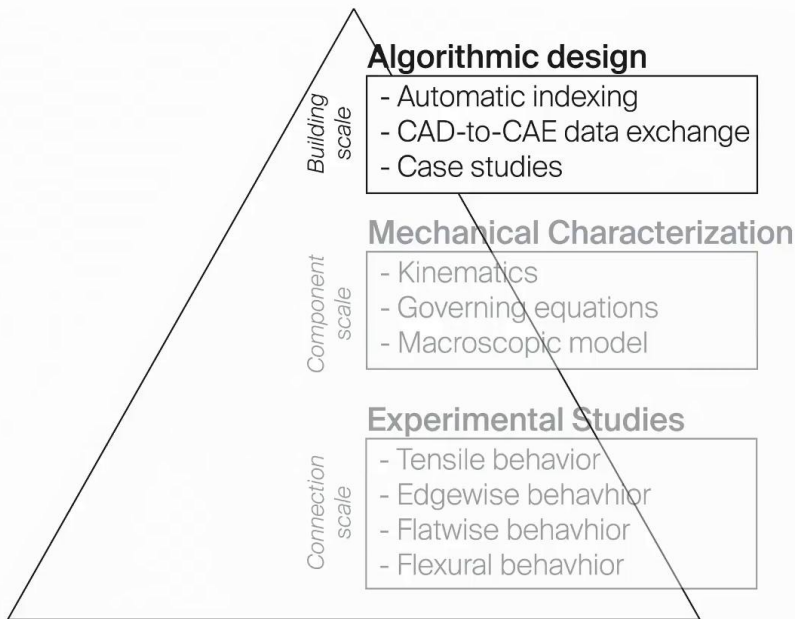 Algorithmic design
Building
scale
- Automatic indexing
- CAD-to-CAE data exchange
- Case studies
Mechanical Characterization
Component
scale
- Kinematics
- Governing equations
- Macroscopic model
Experimental Studies
Connection
scale
- Tensile behavior
- Edgewise behavhior
- Flatwise behavhior
- Flexural behavhior